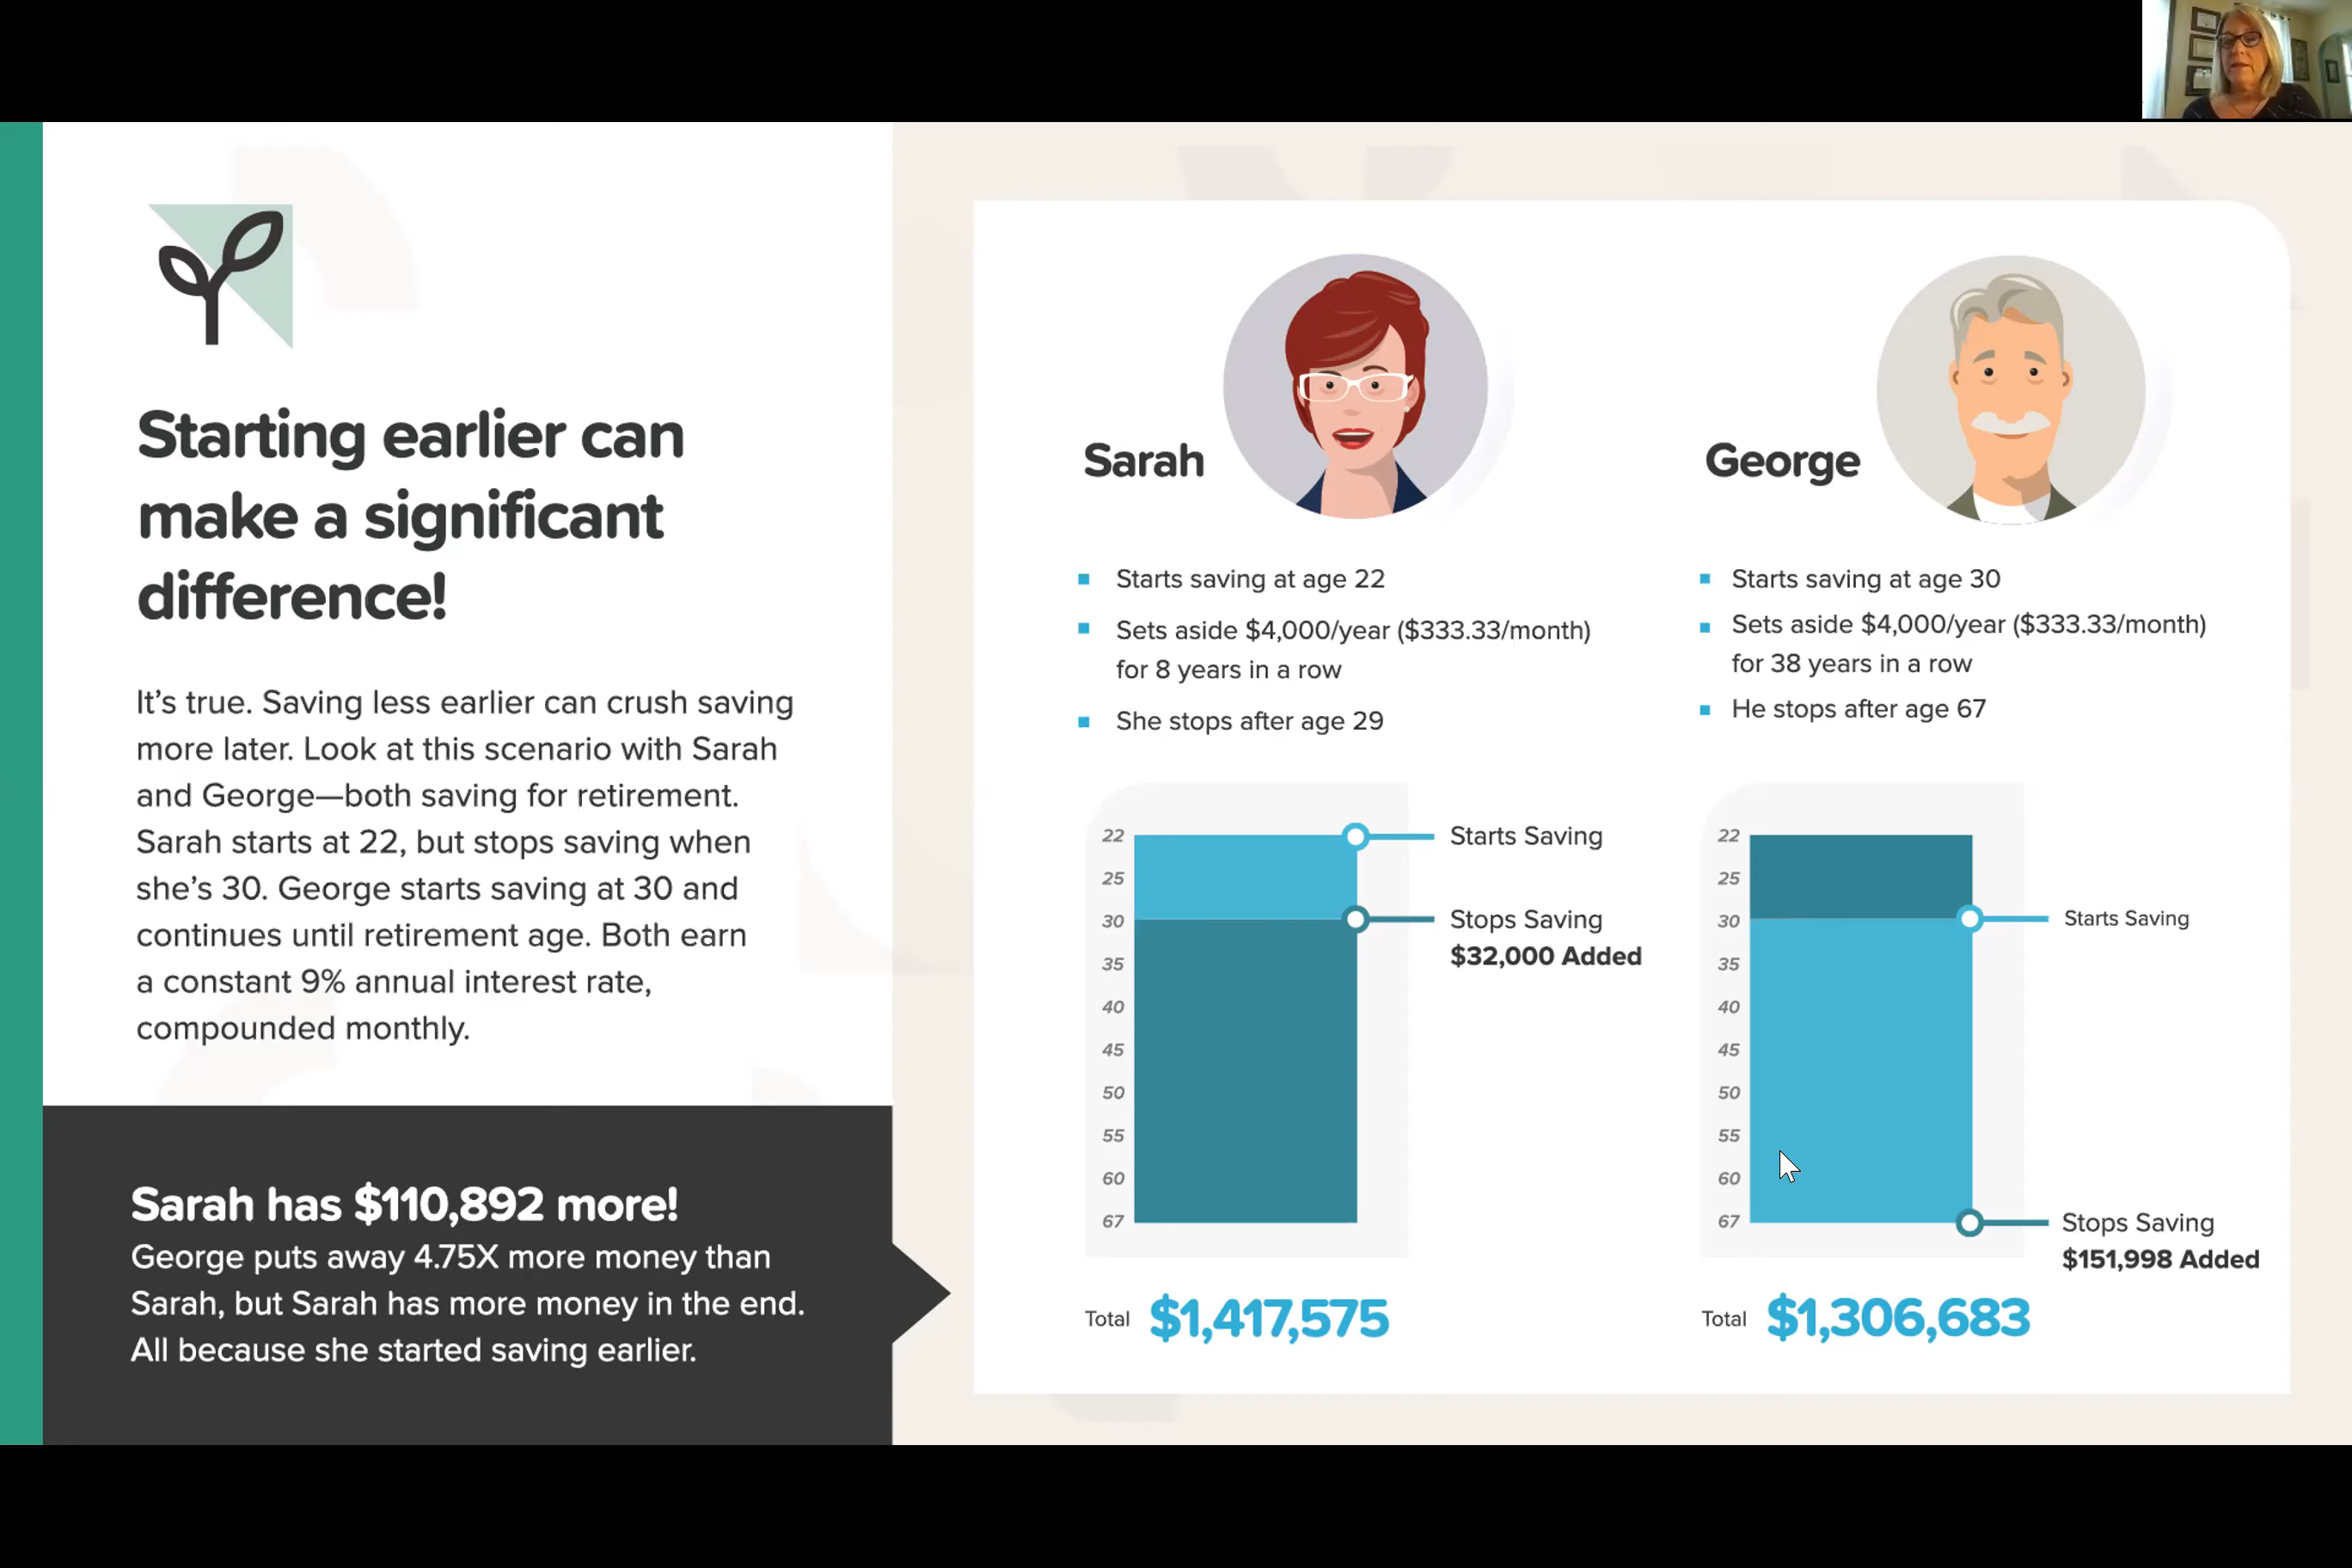 Starting earlier can
make a significant
difference!
It’s true. Saving less earlier can crush saving
more later. Look at this scenario with Sarah
and George—both saving for retirement.
Sarah starts at 22, but stops saving when
she’s 30. George starts saving at 30 and
continues until retirement age. Both earn
a constant 9% annual interest rate,
compounded monthly.
Sarah has $110,892 more!
George puts away 4.75X more money than
Sarah, but Sarah has more money in the end.
All because she started saving earlier.
Sarah
Starts saving at age 22
Sets aside $4,000/year ($333.33/month)
for 8 years in a row
She stops after age 29
22
25
30
35
40
45
50
55
60
67
Starts Saving
Stops Saving
$32,000 Added
Total $1,417,575
George
Starts saving at age 30
Sets aside $4,000/year ($333.33/month)
for 38 years in a row
He stops after age 67
22
25
30
35
40
45
50
55
60
67
Starts Saving
Stops Saving
$151,998 Added
Total $1,306,683